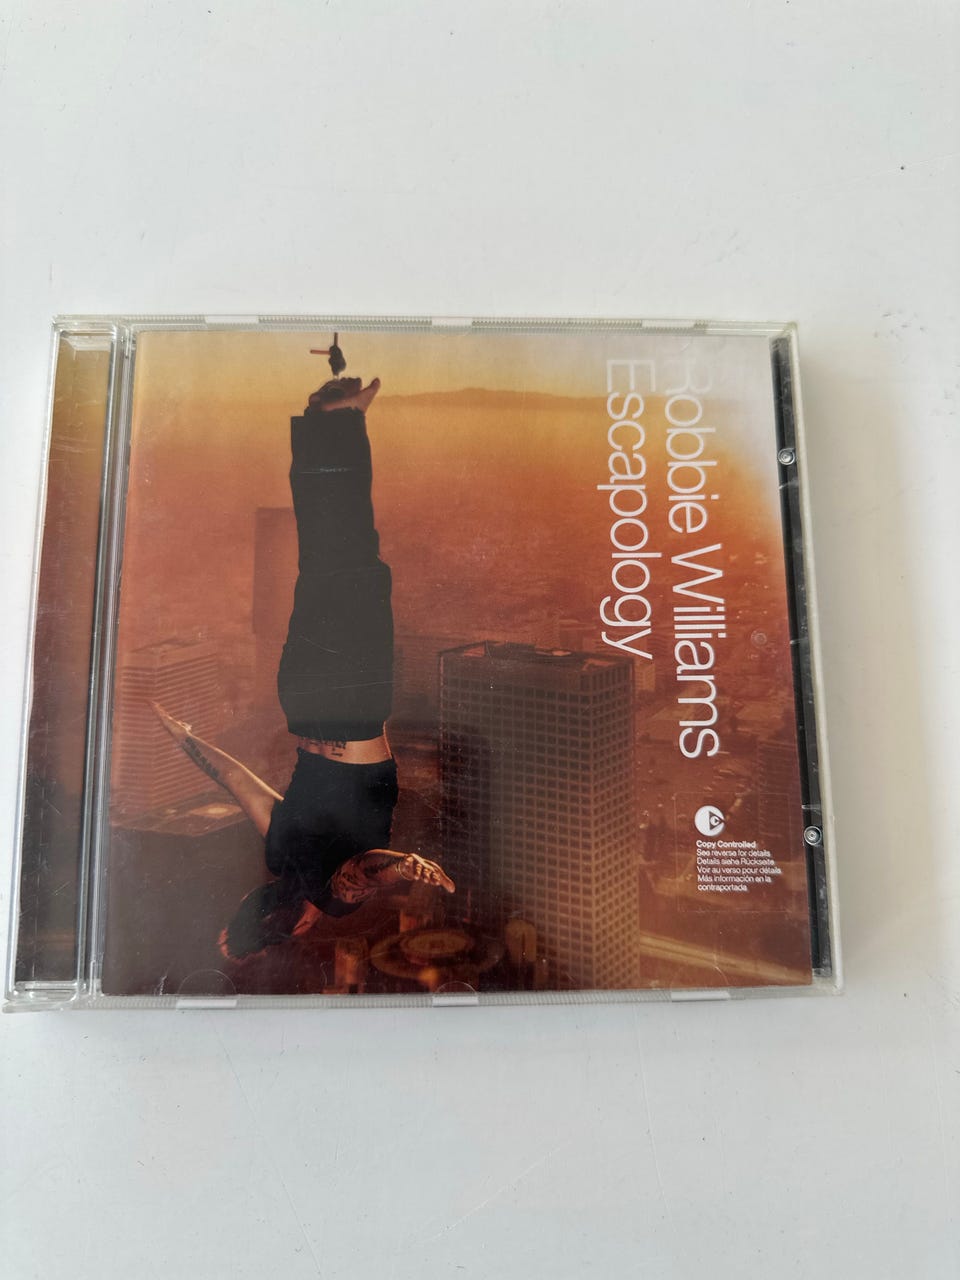 Robbie Williams
Escapology
Copy Controlled
See reverse for details
Details siehe Rückseite
Voir au verso pour détails
Más información en la
contraportada